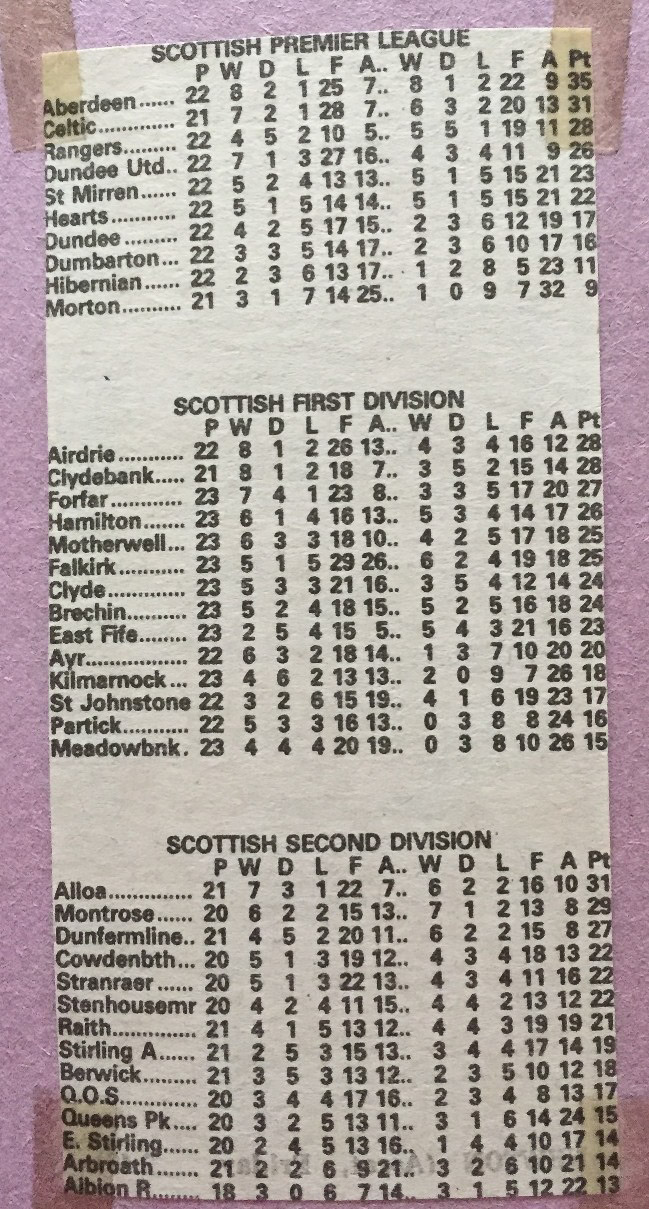 SCOTTISH PREMIER LEAGUE
P W D L F A.. W D L F A Pt
Aberdeen...... 22 8 2 1 25 7.. 8 1 2 22 9 35
Celtic............. 21 7 2 1 28 7.. 6 3 2 20 13 31
Rangers......... 22 4 5 2 10 5.. 5 5 1 19 11 28
Dundee Utd.. 22 7 1 3 27 16.. 4 3 4 11 9 26
St Mirren...... 22 5 2 4 13 13.. 5 1 5 15 21 23
Hearts........... 22 5 1 5 14 14.. 5 1 5 15 21 22
Dundee ......... 22 4 2 5 17 15.. 2 3 6 12 19 17
Dumbarton... 22 3 3 5 14 17.. 2 3 6 10 17 16
Hibernian ...... 22 2 3 6 13 17.. 1 2 8 5 23 11
Morton.......... 21 3 1 7 14 25.. 1 0 9 7 32 9
SCOTTISH FIRST DIVISION
P W D L F A.. W D L F A Pt
Airdrie ........... 22 8 1 2 26 13.. 4 3 4 16 12 28
Clydebank..... 21 8 1 2 18 7.. 3 5 2 15 14 28
Forfar ............ 23 7 4 1 23 8.. 3 3 5 17 20 27
Hamilton....... 23 6 1 4 16 13.. 5 3 4 14 17 26
Motherwell... 23 6 3 3 18 10.. 4 2 5 17 18 25
Falkirk........... 23 5 1 5 29 26.. 6 2 4 19 18 25
Clyde............. 23 5 3 3 21 16.. 3 5 4 12 14 24
Brechin.......... 23 5 2 4 18 15.. 5 2 5 16 18 24
East Fife........ 23 2 5 4 15 5.. 5 4 3 21 16 23
Ayr................. 22 6 3 2 18 14.. 1 3 7 10 20 20
Kilmarnock ... 23 4 6 2 13 13.. 2 0 9 7 26 18
St Johnstone 22 3 2 6 15 19.. 4 1 6 19 23 17
Partick........... 22 5 3 3 16 13.. 0 3 8 8 24 16
Meadowbnk. 23 4 4 4 20 19.. 0 3 8 10 26 15
SCOTTISH SECOND DIVISION
P W D L F A.. W D L F A Pt
Alloa.............. 21 7 3 1 22 7.. 6 2 2 16 10 31
Montrose...... 20 6 2 2 15 13.. 7 1 2 13 8 29
Dunfermline.. 21 4 5 2 20 11.. 6 2 2 15 8 27
Cowdenbth... 20 5 1 3 19 12.. 4 3 4 18 13 22
Stranraer ...... 20 5 1 3 22 13.. 4 3 4 11 16 22
Stenhousemr 20 4 2 4 11 15.. 4 4 2 13 12 22
Raith.............. 21 4 1 5 13 12.. 4 4 3 19 19 21
Stirling A...... 21 2 5 3 15 13.. 3 4 4 17 14 19
Berwick......... 21 3 5 3 13 12.. 2 3 5 10 12 18
Q.O.S............. 20 3 4 4 17 16.. 2 3 4 8 13 17
Queens Pk.... 20 3 2 5 13 11.. 3 1 6 14 24 15
E. Stirling...... 20 2 4 5 13 16.. 1 4 4 10 17 14
Arbroath ....... 21 2 2 6 9 21.. 3 2 6 10 21 14
Albion R........ 18 3 0 6 7 14.. 3 1 5 12 22 13